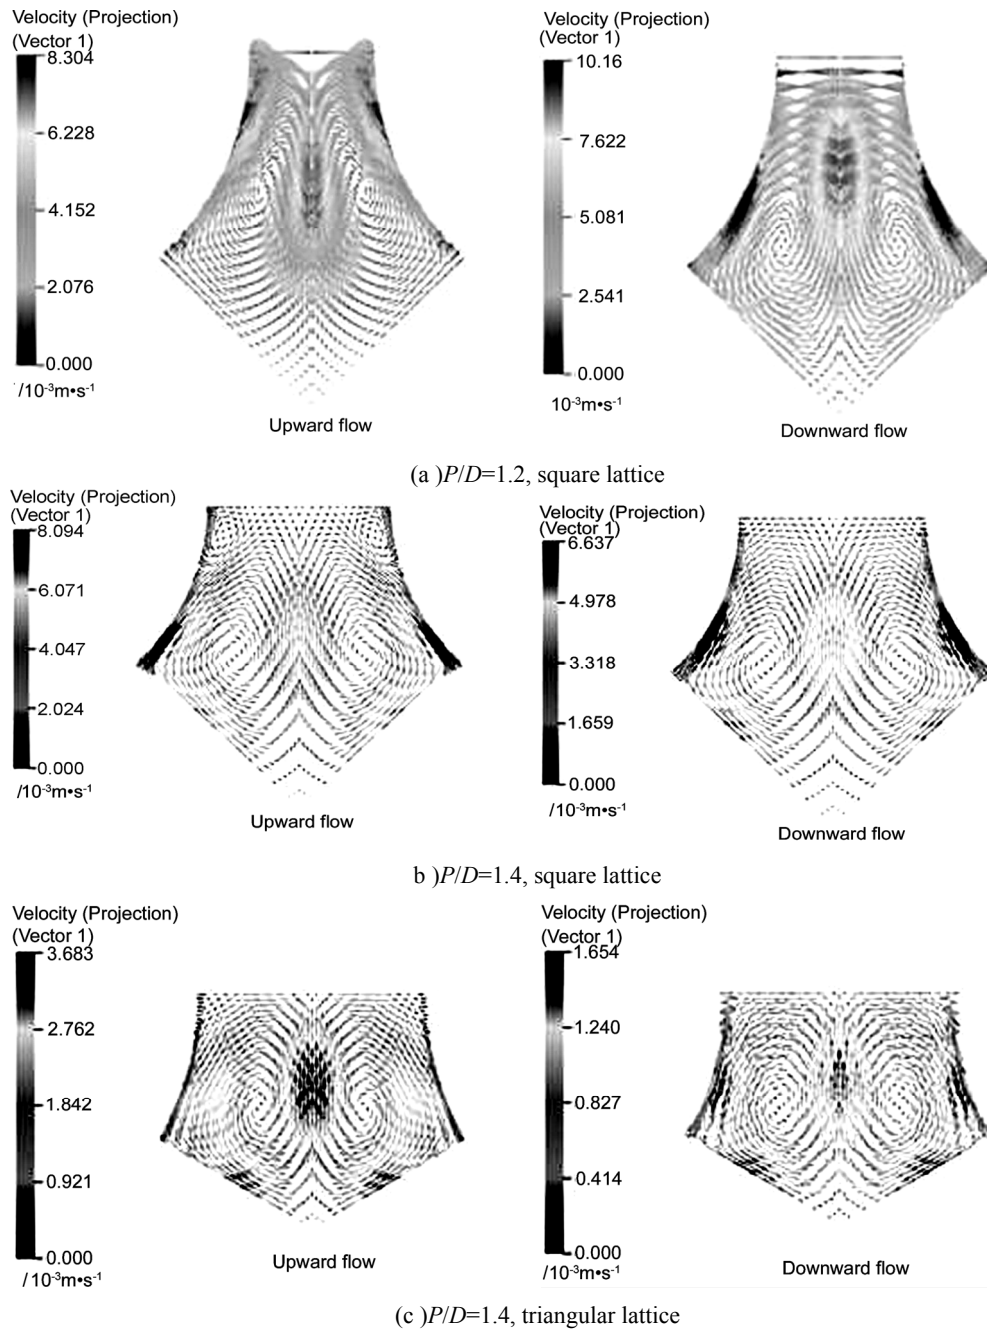 Velocity (Projection)
(Vector 1)
8.304
6.228
4.152
2.076
0.000
/10⁻³m•s⁻¹
Upward flow
Velocity (Projection)
(Vector 1)
10.16
7.622
5.081
2.541
0.000
10⁻³m•s⁻¹
Downward flow
(a )P/D=1.2, square lattice
Velocity (Projection)
(Vector 1)
8.094
6.071
4.047
2.024
0.000
/10⁻³m•s⁻¹
Upward flow
Velocity (Projection)
(Vector 1)
6.637
4.978
3.318
1.659
0.000
/10⁻³m•s⁻¹
Downward flow
b )P/D=1.4, square lattice
Velocity (Projection)
(Vector 1)
3.683
2.762
1.842
0.921
0.000
/10⁻³m•s⁻¹
Upward flow
Velocity (Projection)
(Vector 1)
1.654
1.240
0.827
0.414
0.000
/10⁻³m•s⁻¹
Downward flow
(c )P/D=1.4, triangular lattice